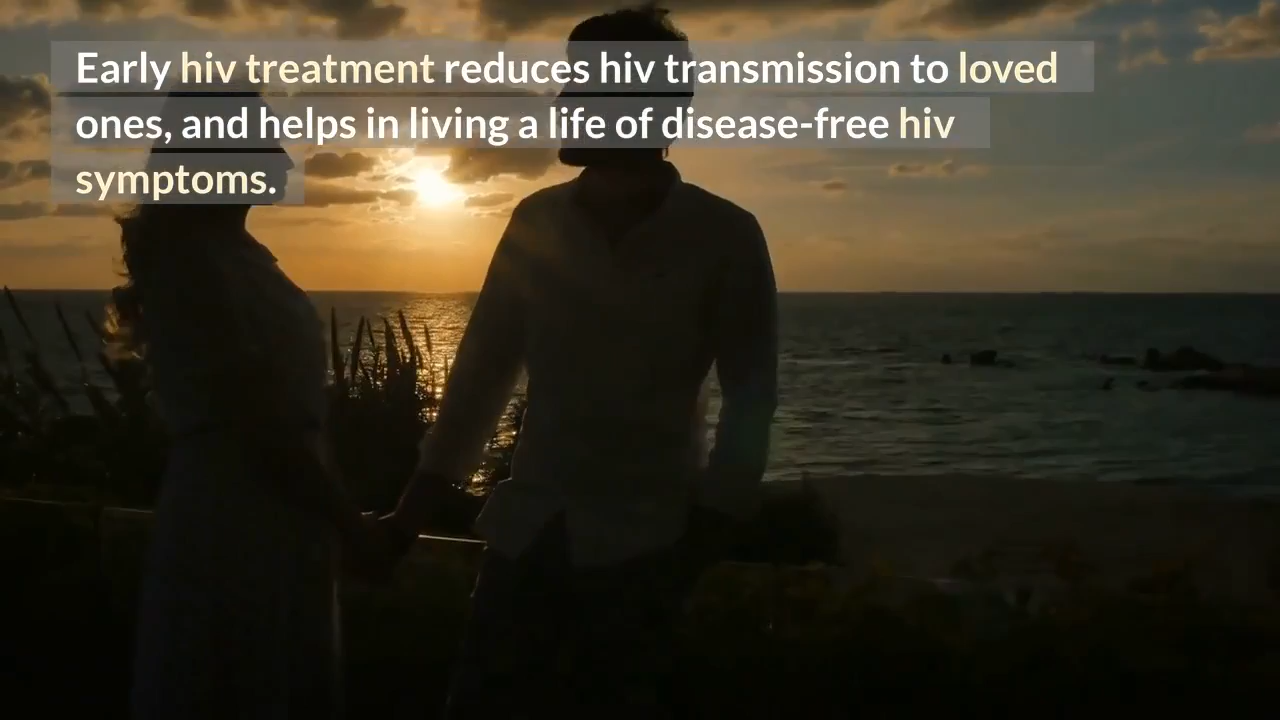 Early hiv treatment reduces hiv transmission to loved
ones, and helps in living a life of disease-free hiv
symptoms.